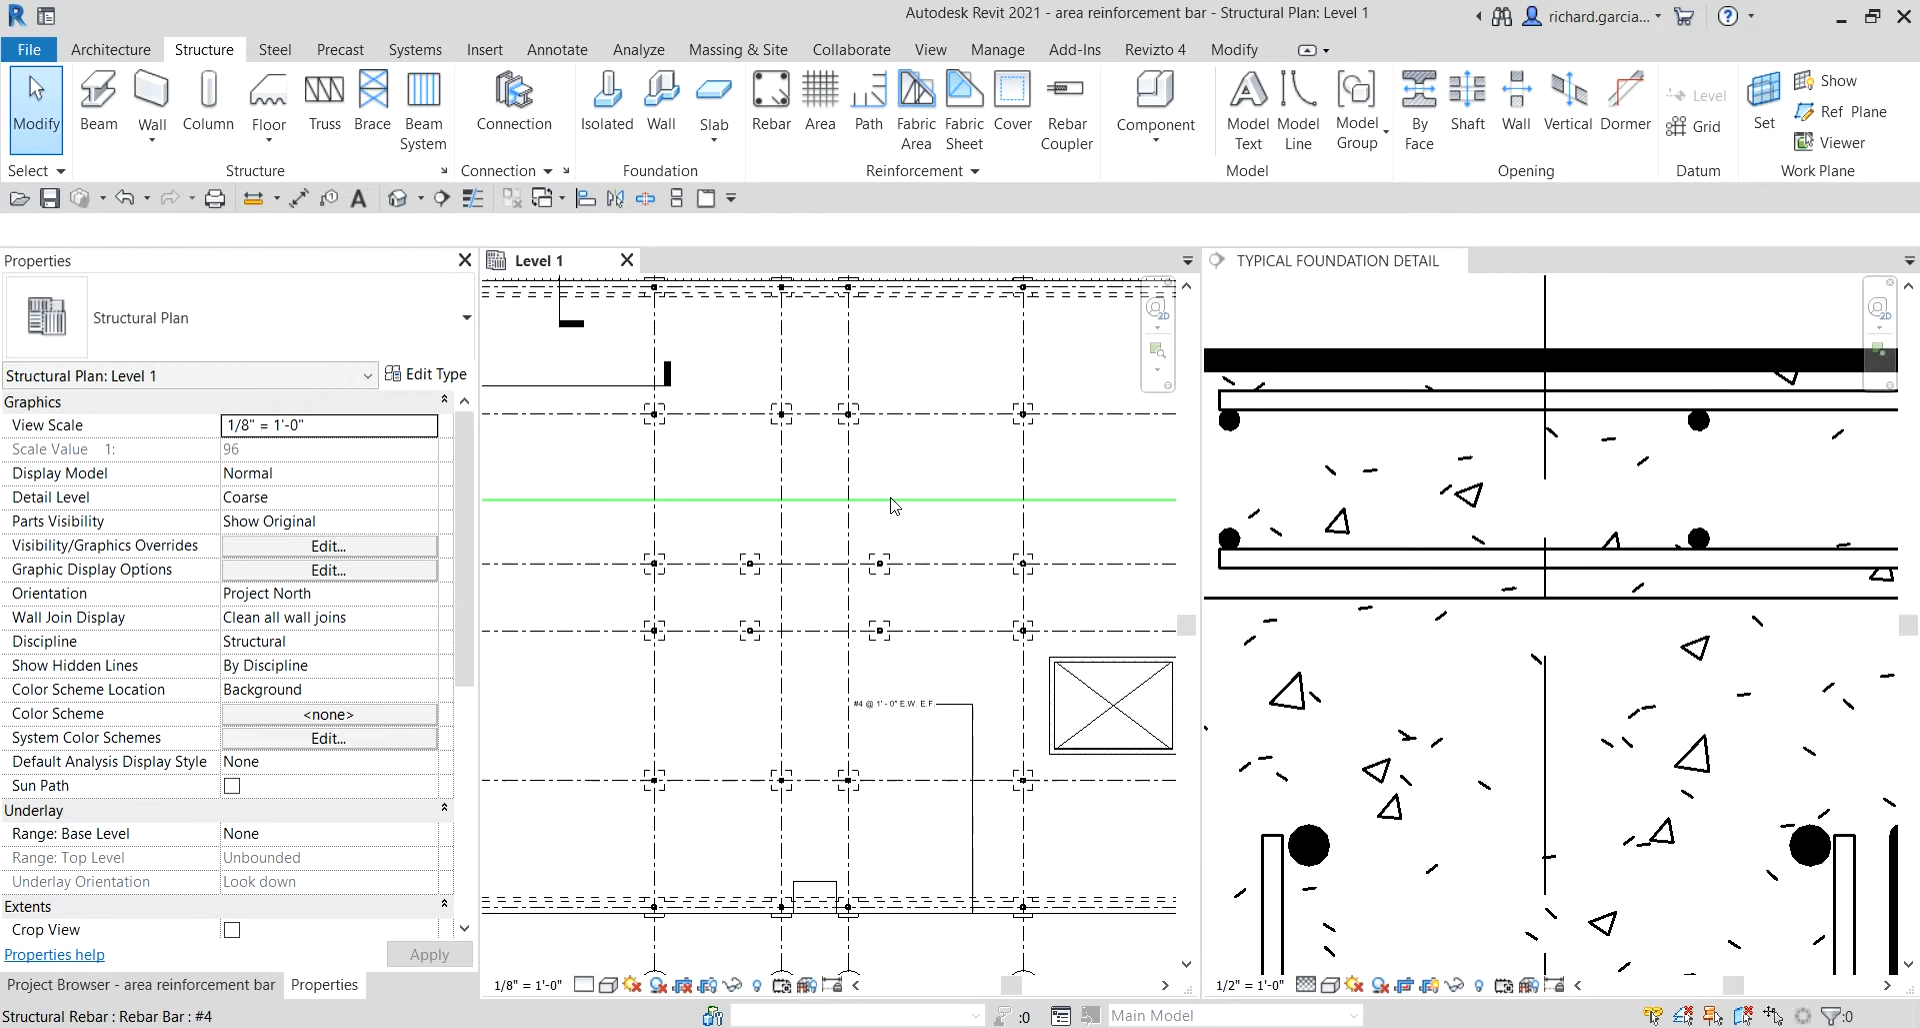 Autodesk Revit 2021 - area reinforcement bar - Structural Plan: Level 1
richard.garcia...
File Architecture Structure Steel Precast Systems Insert Annotate Analyze Massing & Site Collaborate View Manage Add-Ins Revizto 4 Modify
Modify Beam Wall Column Floor Truss Brace Beam System Connection Isolated Wall Slab Rebar Area Path Fabric Area Fabric Sheet Cover Rebar Coupler Component Model Text Model Line Model Group By Face Shaft Wall Vertical Dormer Level Grid Set Show Ref Plane Viewer
Select Structure Connection Foundation Reinforcement Model Opening Datum Work Plane
Properties
Structural Plan
Structural Plan: Level 1 Edit Type
Graphics
View Scale 1/8" = 1'-0"
Scale Value 1: 96
Display Model Normal
Detail Level Coarse
Parts Visibility Show Original
Visibility/Graphics Overrides Edit...
Graphic Display Options Edit...
Orientation Project North
Wall Join Display Clean all wall joins
Discipline Structural
Show Hidden Lines By Discipline
Color Scheme Location Background
Color Scheme <none>
System Color Schemes Edit...
Default Analysis Display Style None
Sun Path
Underlay
Range: Base Level None
Range: Top Level Unbounded
Underlay Orientation Look down
Extents
Crop View
Properties help Apply
Project Browser - area reinforcement bar Properties
Level 1
2D
#4 @ 1' - 0" E.W. E.F.
1/8" = 1'-0"
TYPICAL FOUNDATION DETAIL
2D
1/2" = 1'-0"
Structural Rebar : Rebar Bar : #4
:0
Main Model
:0